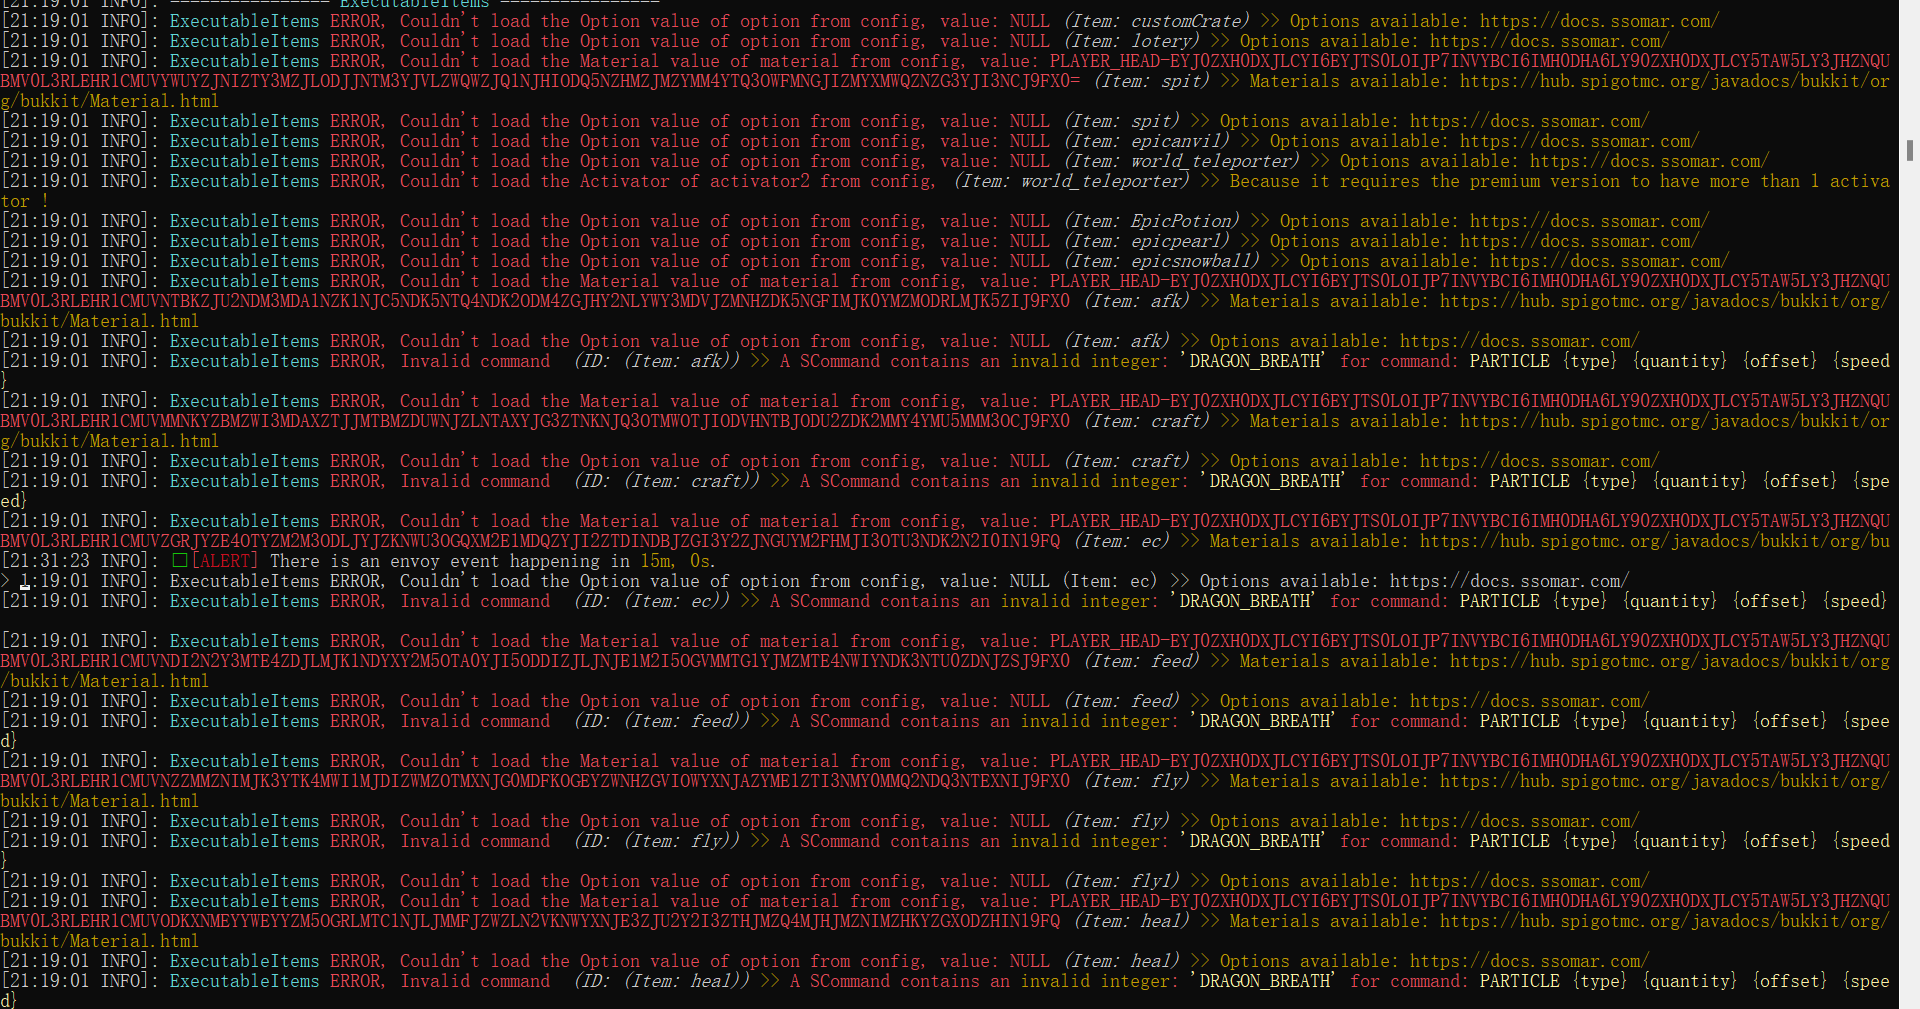 [21:19:01 INFO]: ================ ExecutableItems ================
[21:19:01 INFO]: ExecutableItems ERROR, Couldn't load the Option value of option from config, value: NULL (Item: customCrate) >> Options available: https://docs.ssomar.com/
[21:19:01 INFO]: ExecutableItems ERROR, Couldn't load the Option value of option from config, value: NULL (Item: lotery) >> Options available: https://docs.ssomar.com/
[21:19:01 INFO]: ExecutableItems ERROR, Couldn't load the Material value of material from config, value:
(Item: spit) >> Materials available: https://hub.spigotmc.org/javadocs/bukkit/or
g/bukkit/Material.html
[21:19:01 INFO]: ExecutableItems ERROR, Couldn't load the Option value of option from config, value: NULL (Item: spit) >> Options available: https://docs.ssomar.com/
[21:19:01 INFO]: ExecutableItems ERROR, Couldn't load the Option value of option from config, value: NULL (Item: epicanvil) >> Options available: https://docs.ssomar.com/
[21:19:01 INFO]: ExecutableItems ERROR, Couldn't load the Option value of option from config, value: NULL (Item: world_teleporter) >> Options available: https://docs.ssomar.com/
[21:19:01 INFO]: ExecutableItems ERROR, Couldn't load the Activator of activator2 from config, (Item: world_teleporter) >> Because it requires the premium version to have more than 1 activa
tor !
[21:19:01 INFO]: ExecutableItems ERROR, Couldn't load the Option value of option from config, value: NULL (Item: EpicPotion) >> Options available: https://docs.ssomar.com/
[21:19:01 INFO]: ExecutableItems ERROR, Couldn't load the Option value of option from config, value: NULL (Item: epicpearl) >> Options available: https://docs.ssomar.com/
[21:19:01 INFO]: ExecutableItems ERROR, Couldn't load the Option value of option from config, value: NULL (Item: epicsnowball) >> Options available: https://docs.ssomar.com/
[21:19:01 INFO]: ExecutableItems ERROR, Couldn't load the Material value of material from config, value:
(Item: afk) >> Materials available: https://hub.spigotmc.org/javadocs/bukkit/org/
bukkit/Material.html
[21:19:01 INFO]: ExecutableItems ERROR, Couldn't load the Option value of option from config, value: NULL (Item: afk) >> Options available: https://docs.ssomar.com/
[21:19:01 INFO]: ExecutableItems ERROR, Invalid command  (ID: (Item: afk)) >> A SCommand contains an invalid integer: 'DRAGON_BREATH' for command: PARTICLE {type} {quantity} {offset} {speed
}
[21:19:01 INFO]: ExecutableItems ERROR, Couldn't load the Material value of material from config, value:
(Item: craft) >> Materials available: https://hub.spigotmc.org/javadocs/bukkit/or
g/bukkit/Material.html
[21:19:01 INFO]: ExecutableItems ERROR, Couldn't load the Option value of option from config, value: NULL (Item: craft) >> Options available: https://docs.ssomar.com/
[21:19:01 INFO]: ExecutableItems ERROR, Invalid command  (ID: (Item: craft)) >> A SCommand contains an invalid integer: 'DRAGON_BREATH' for command: PARTICLE {type} {quantity} {offset} {spe
ed}
[21:19:01 INFO]: ExecutableItems ERROR, Couldn't load the Material value of material from config, value:
(Item: ec) >> Materials available: https://hub.spigotmc.org/javadocs/bukkit/org/bu
[21:31:23 INFO]: [ALERT] There is an envoy event happening in 15m, 0s.
> 1:19:01 INFO]: ExecutableItems ERROR, Couldn't load the Option value of option from config, value: NULL (Item: ec) >> Options available: https://docs.ssomar.com/
[21:19:01 INFO]: ExecutableItems ERROR, Invalid command  (ID: (Item: ec)) >> A SCommand contains an invalid integer: 'DRAGON_BREATH' for command: PARTICLE {type} {quantity} {offset} {speed}
[21:19:01 INFO]: ExecutableItems ERROR, Couldn't load the Material value of material from config, value:
(Item: feed) >> Materials available: https://hub.spigotmc.org/javadocs/bukkit/org
/bukkit/Material.html
[21:19:01 INFO]: ExecutableItems ERROR, Couldn't load the Option value of option from config, value: NULL (Item: feed) >> Options available: https://docs.ssomar.com/
[21:19:01 INFO]: ExecutableItems ERROR, Invalid command  (ID: (Item: feed)) >> A SCommand contains an invalid integer: 'DRAGON_BREATH' for command: PARTICLE {type} {quantity} {offset} {spee
d}
[21:19:01 INFO]: ExecutableItems ERROR, Couldn't load the Material value of material from config, value:
(Item: fly) >> Materials available: https://hub.spigotmc.org/javadocs/bukkit/org/
bukkit/Material.html
[21:19:01 INFO]: ExecutableItems ERROR, Couldn't load the Option value of option from config, value: NULL (Item: fly) >> Options available: https://docs.ssomar.com/
[21:19:01 INFO]: ExecutableItems ERROR, Invalid command  (ID: (Item: fly)) >> A SCommand contains an invalid integer: 'DRAGON_BREATH' for command: PARTICLE {type} {quantity} {offset} {speed
}
[21:19:01 INFO]: ExecutableItems ERROR, Couldn't load the Option value of option from config, value: NULL (Item: fly1) >> Options available: https://docs.ssomar.com/
[21:19:01 INFO]: ExecutableItems ERROR, Couldn't load the Material value of material from config, value:
(Item: heal) >> Materials available: https://hub.spigotmc.org/javadocs/bukkit/org/
bukkit/Material.html
[21:19:01 INFO]: ExecutableItems ERROR, Couldn't load the Option value of option from config, value: NULL (Item: heal) >> Options available: https://docs.ssomar.com/
[21:19:01 INFO]: ExecutableItems ERROR, Invalid command  (ID: (Item: heal)) >> A SCommand contains an invalid integer: 'DRAGON_BREATH' for command: PARTICLE {type} {quantity} {offset} {spee
d}